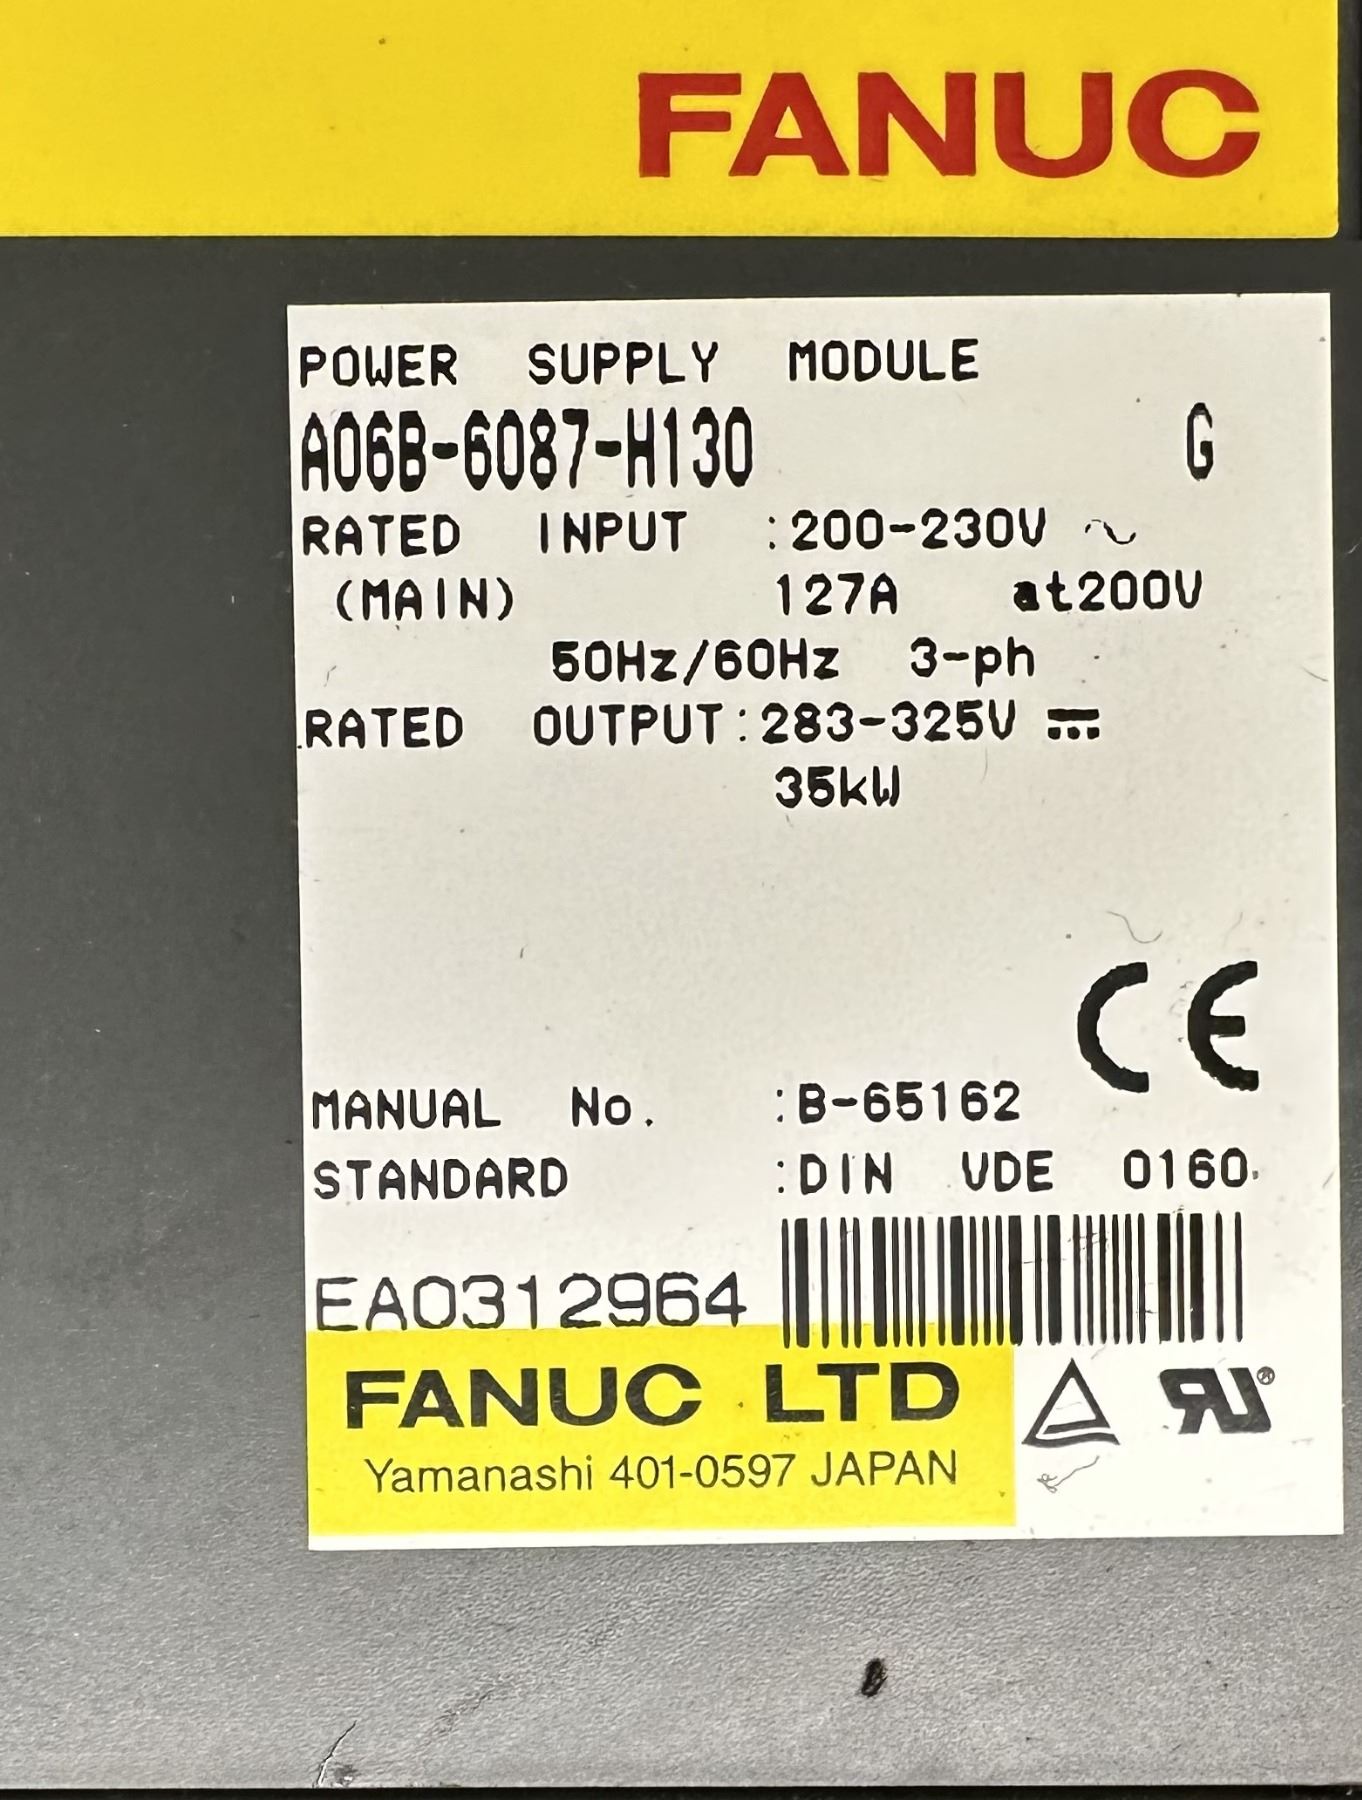 FANUC
POWER SUPPLY MODULE
A06B-6087-H130 G
RATED INPUT :200-230V ~
(MAIN) 127A at200V
50Hz/60Hz 3-ph
RATED OUTPUT:283-325V ⎓
35kW
CE
MANUAL No. :B-65162
STANDARD :DIN VDE 0160
EA0312964
FANUC LTD
Yamanashi 401-0597 JAPAN